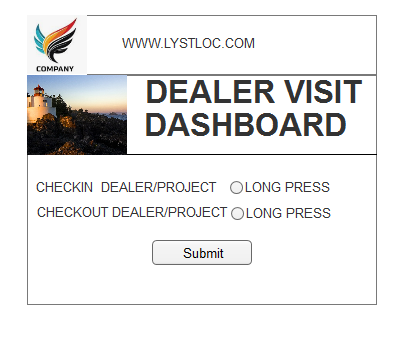 COMPANY
WWW.LYSTLOC.COM
DEALER VISIT
DASHBOARD
CHECKIN  DEALER/PROJECT LONG PRESS
CHECKOUT DEALER/PROJECT LONG PRESS
Submit